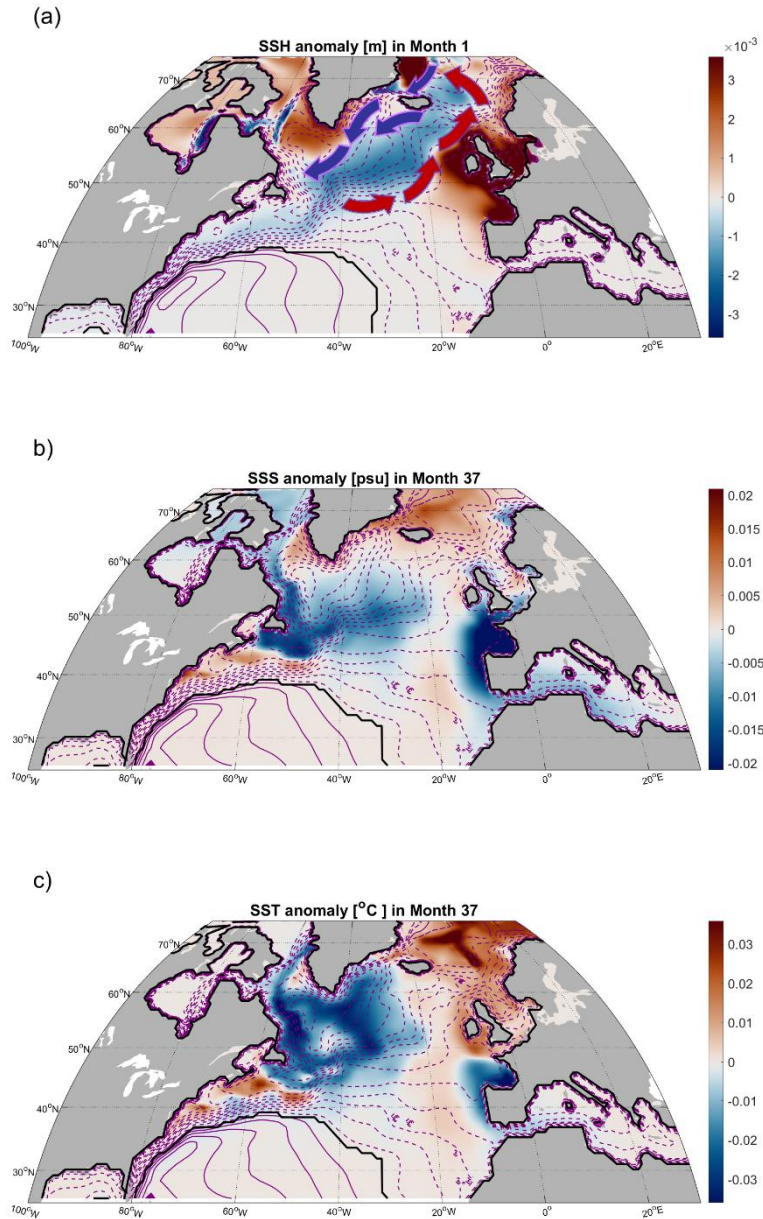 (a)
SSH anomaly [m] in Month 1
×10⁻³
70°N
60°N
50°N
40°N
30°N
100°W
80°W
60°W
40°W
20°W
0°
20°E
3
2
1
0
-1
-2
-3
b)
SSS anomaly [psu] in Month 37
70°N
60°N
50°N
40°N
30°N
100°W
80°W
60°W
40°W
20°W
0°
20°E
0.02
0.015
0.01
0.005
0
-0.005
-0.01
-0.015
-0.02
c)
SST anomaly [°C ] in Month 37
70°N
60°N
50°N
40°N
30°N
100°W
80°W
60°W
40°W
20°W
0°
20°E
0.03
0.02
0.01
0
-0.01
-0.02
-0.03